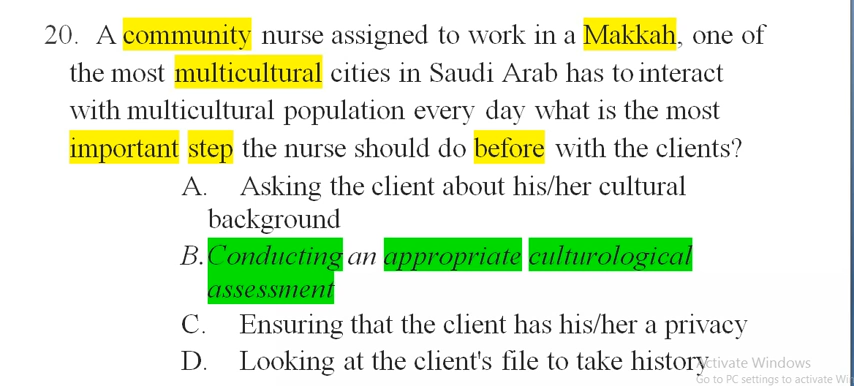 20. A community nurse assigned to work in a Makkah, one of
the most multicultural cities in Saudi Arab has to interact
with multicultural population every day what is the most
important step the nurse should do before with the clients?
A. Asking the client about his/her cultural
background
B. Conducting an appropriate culturological
assessment
C. Ensuring that the client has his/her a privacy
D. Looking at the client's file to take history
Activate Windows
Go to PC settings to activate Wi